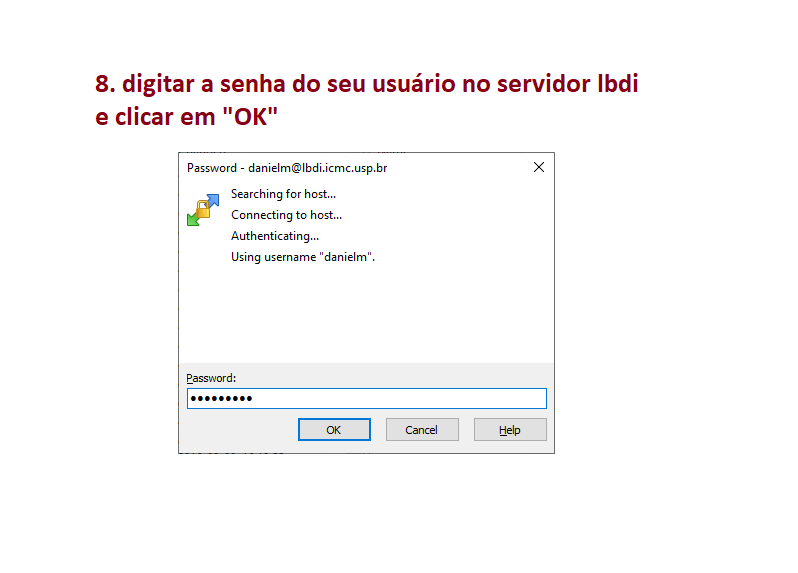 8. digitar a senha do seu usuário no servidor lbdi
e clicar em "OK"
Password - danielm@lbdi.icmc.usp.br
Searching for host...
Connecting to host...
Authenticating...
Using username "danielm".
Password:
•••••••••
OK Cancel Help